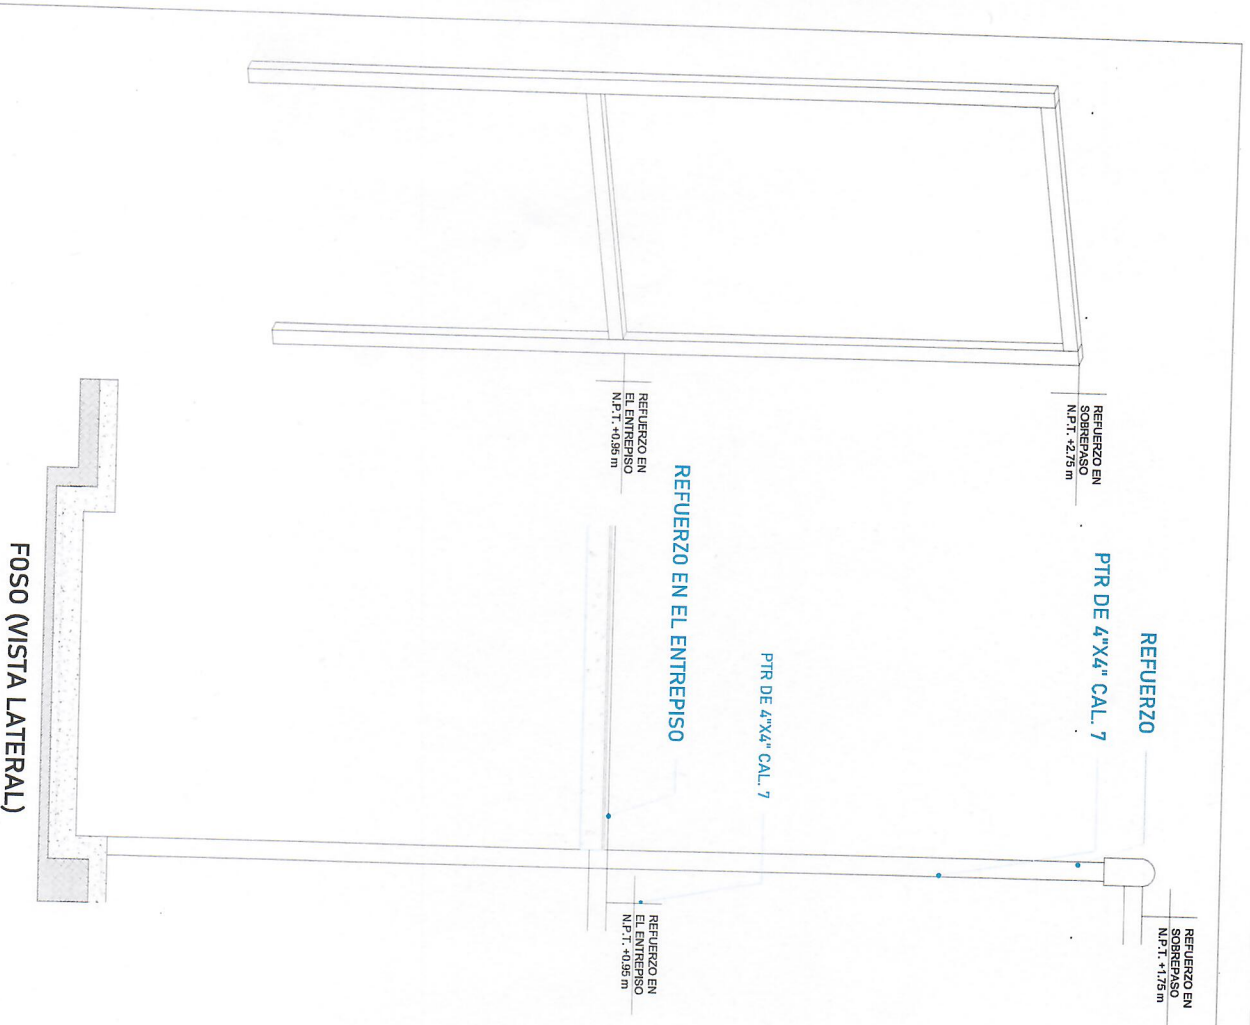 REFUERZO EN
SOBREPASO
N.P.T. +2.75 m
REFUERZO
PTR DE 4"X4" CAL. 7
REFUERZO EN
SOBREPASO
N.P.T. +1.75 m
REFUERZO EN
EL ENTREPISO
N.P.T. +0.95 m
REFUERZO EN EL ENTREPISO
PTR DE 4"X4" CAL. 7
REFUERZO EN
EL ENTREPISO
N.P.T. +0.95 m
FOSO (VISTA LATERAL)